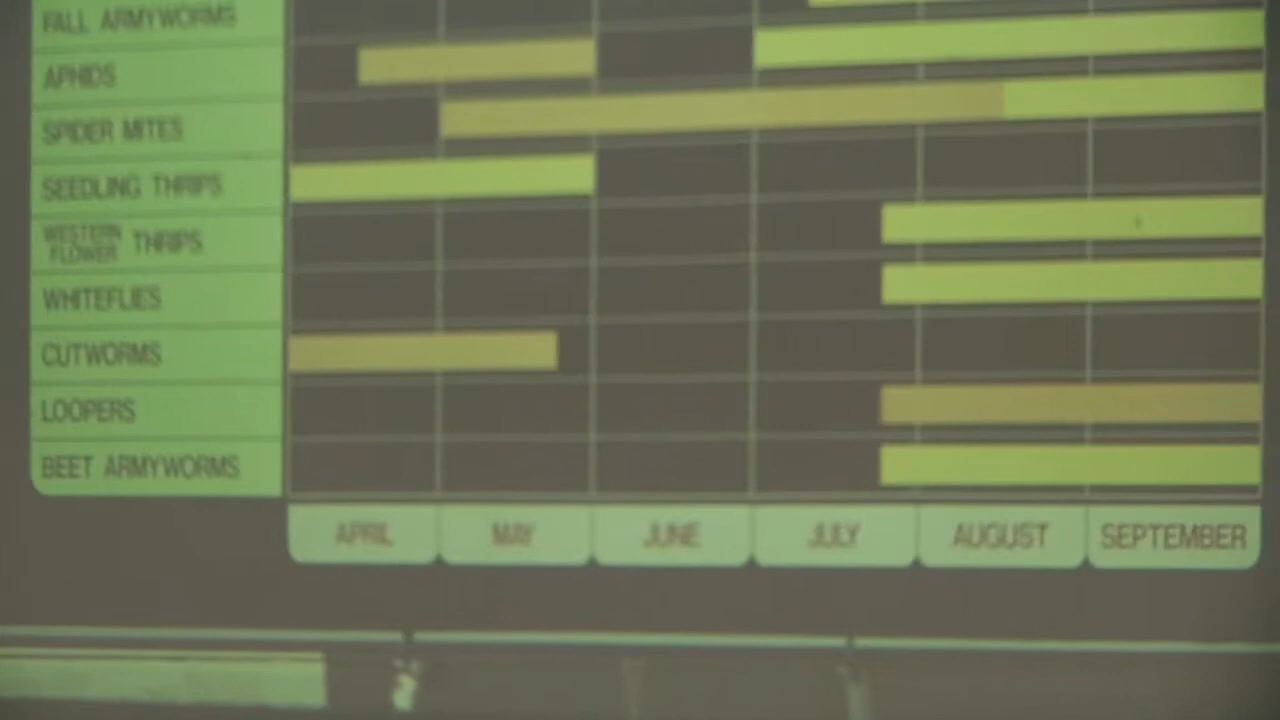 FALL ARMYWORMS
APHIDS
SPIDER MITES
SEEDLING THRIPS
WESTERN
FLOWER THRIPS
WHITEFLIES
CUTWORMS
LOOPERS
BEET ARMYWORMS
APRIL MAY JUNE JULY AUGUST SEPTEMBER